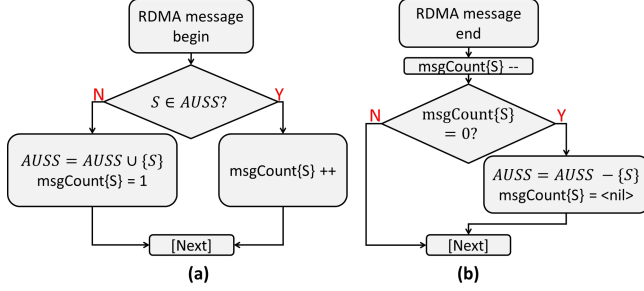 RDMA message
begin
N
S ∈ AUSS?
Y
AUSS = AUSS ∪ {S}
msgCount{S} = 1
msgCount{S} ++
[Next]
(a)
RDMA message
end
msgCount{S} --
N
msgCount{S}
= 0?
Y
AUSS = AUSS − {S}
msgCount{S} = <nil>
[Next]
(b)